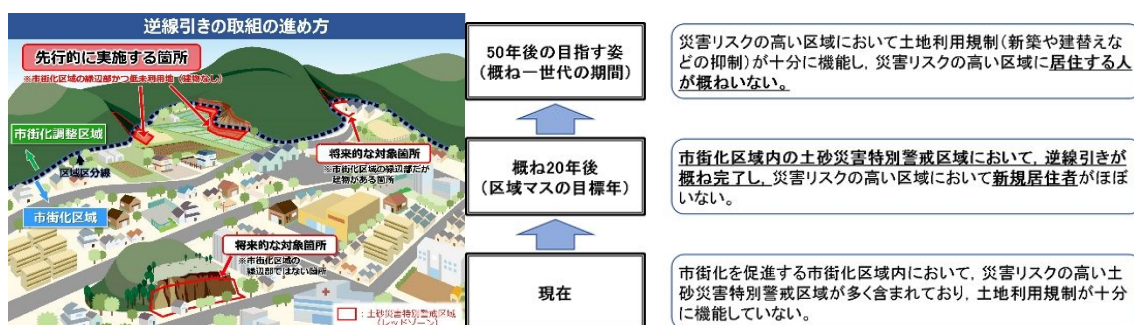 逆線引きの取組の進め方
先行的に実施する箇所
※市街化区域の縁辺部かつ低未利用地（建物なし）
市街化調整区域
区域区分線
市街化区域
将来的な対象箇所
※市街化区域の縁辺部だが
建物がある箇所
将来的な対象箇所
※市街化区域の
縁辺部ではない箇所
：土砂災害特別警戒区域
（レッドゾーン）
50年後の目指す姿
（概ね一世代の期間）
災害リスクの高い区域において土地利用規制（新築や建替えな
どの抑制）が十分に機能し，災害リスクの高い区域に居住する人
が概ねいない。
概ね20年後
（区域マスの目標年）
市街化区域内の土砂災害特別警戒区域において，逆線引きが
概ね完了し，災害リスクの高い区域において新規居住者がほぼ
いない。
現在
市街化を促進する市街化区域内において，災害リスクの高い土
砂災害特別警戒区域が多く含まれており，土地利用規制が十分
に機能していない。